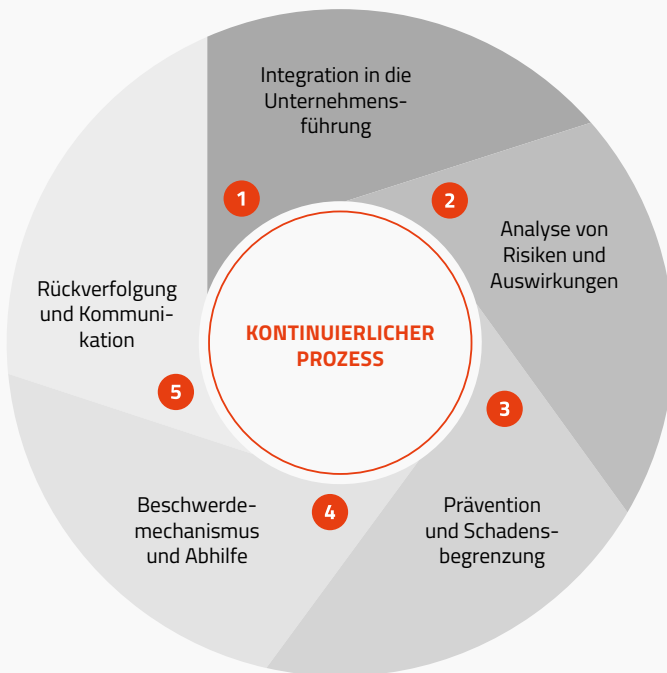 1
Integration in die
Unternehmens-
führung
2
Analyse von
Risiken und
Auswirkungen
3
Prävention
und Schadens-
begrenzung
4
Beschwerde-
mechanismus
und Abhilfe
5
Rückverfolgung
und Kommuni-
kation
KONTINUIERLICHER
PROZESS